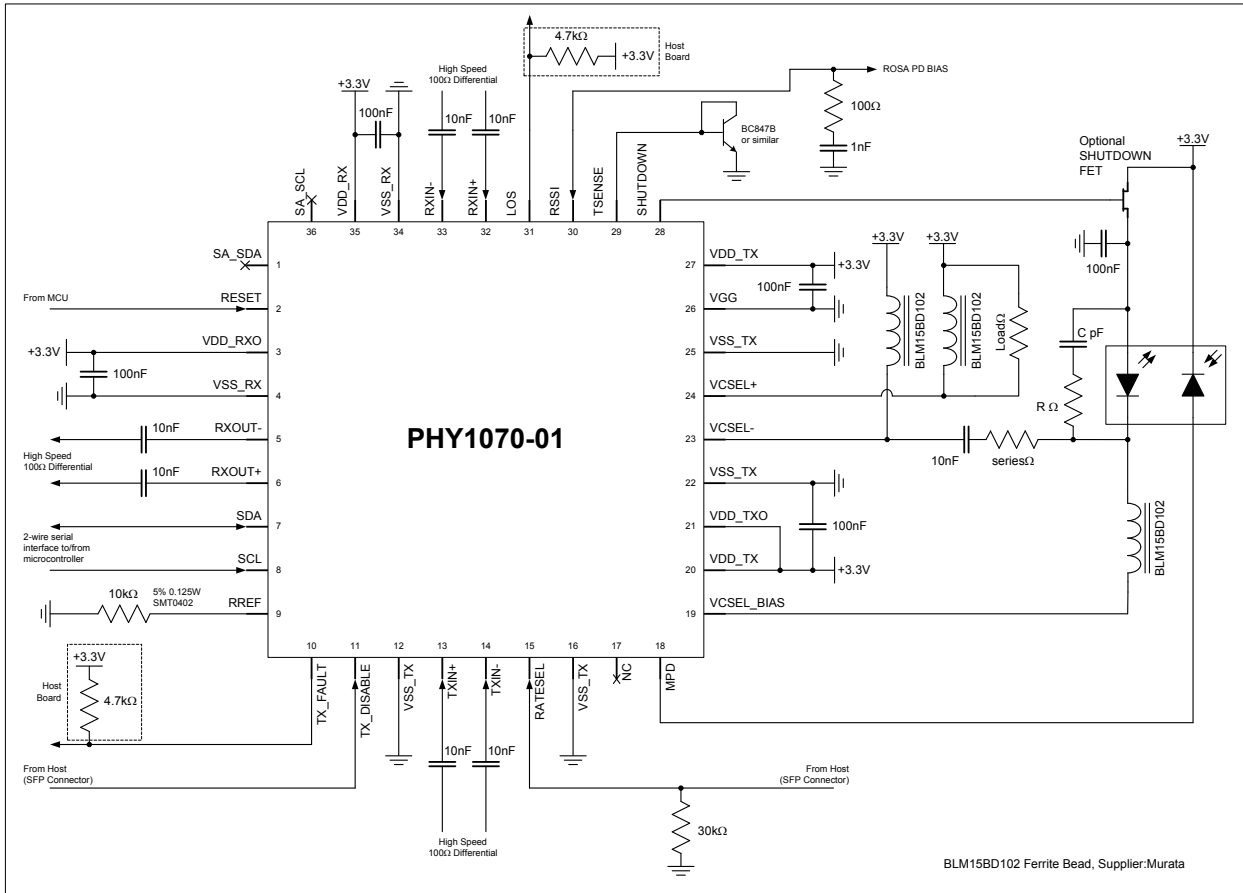 4.7kΩ
+3.3V
Host
Board
High Speed
100Ω Differential
+3.3V
100nF
10nF
10nF
ROSA PD BIAS
100Ω
1nF
BC847B
or similar
Optional
SHUTDOWN
FET
+3.3V
SA_SCL
VDD_RX
VSS_RX
RXIN-
RXIN+
LOS
RSSI
TSENSE
SHUTDOWN
36
35
34
33
32
31
30
29
28
SA_SDA
1
From MCU
RESET
2
+3.3V
VDD_RXO
3
100nF
VSS_RX
4
10nF
RXOUT-
5
High Speed
100Ω Differential
10nF
RXOUT+
6
SDA
7
2-wire serial
interface to/from
microcontroller
SCL
8
10kΩ
5% 0.125W
SMT0402
RREF
9
PHY1070-01
27
VDD_TX
+3.3V
100nF
26
VGG
25
VSS_TX
24
VCSEL+
23
VCSEL-
22
VSS_TX
21
VDD_TXO
100nF
20
VDD_TX
+3.3V
19
VCSEL_BIAS
+3.3V
+3.3V
BLM15BD102
BLM15BD102
LoadΩ
100nF
C pF
R Ω
10nF
seriesΩ
BLM15BD102
10
11
12
13
14
15
16
17
18
TX_FAULT
TX_DISABLE
VSS_TX
TXIN+
TXIN-
RATESEL
VSS_TX
NC
MPD
+3.3V
Host
Board
4.7kΩ
From Host
(SFP Connector)
10nF
10nF
High Speed
100Ω Differential
From Host
(SFP Connector)
30kΩ
BLM15BD102 Ferrite Bead, Supplier:Murata